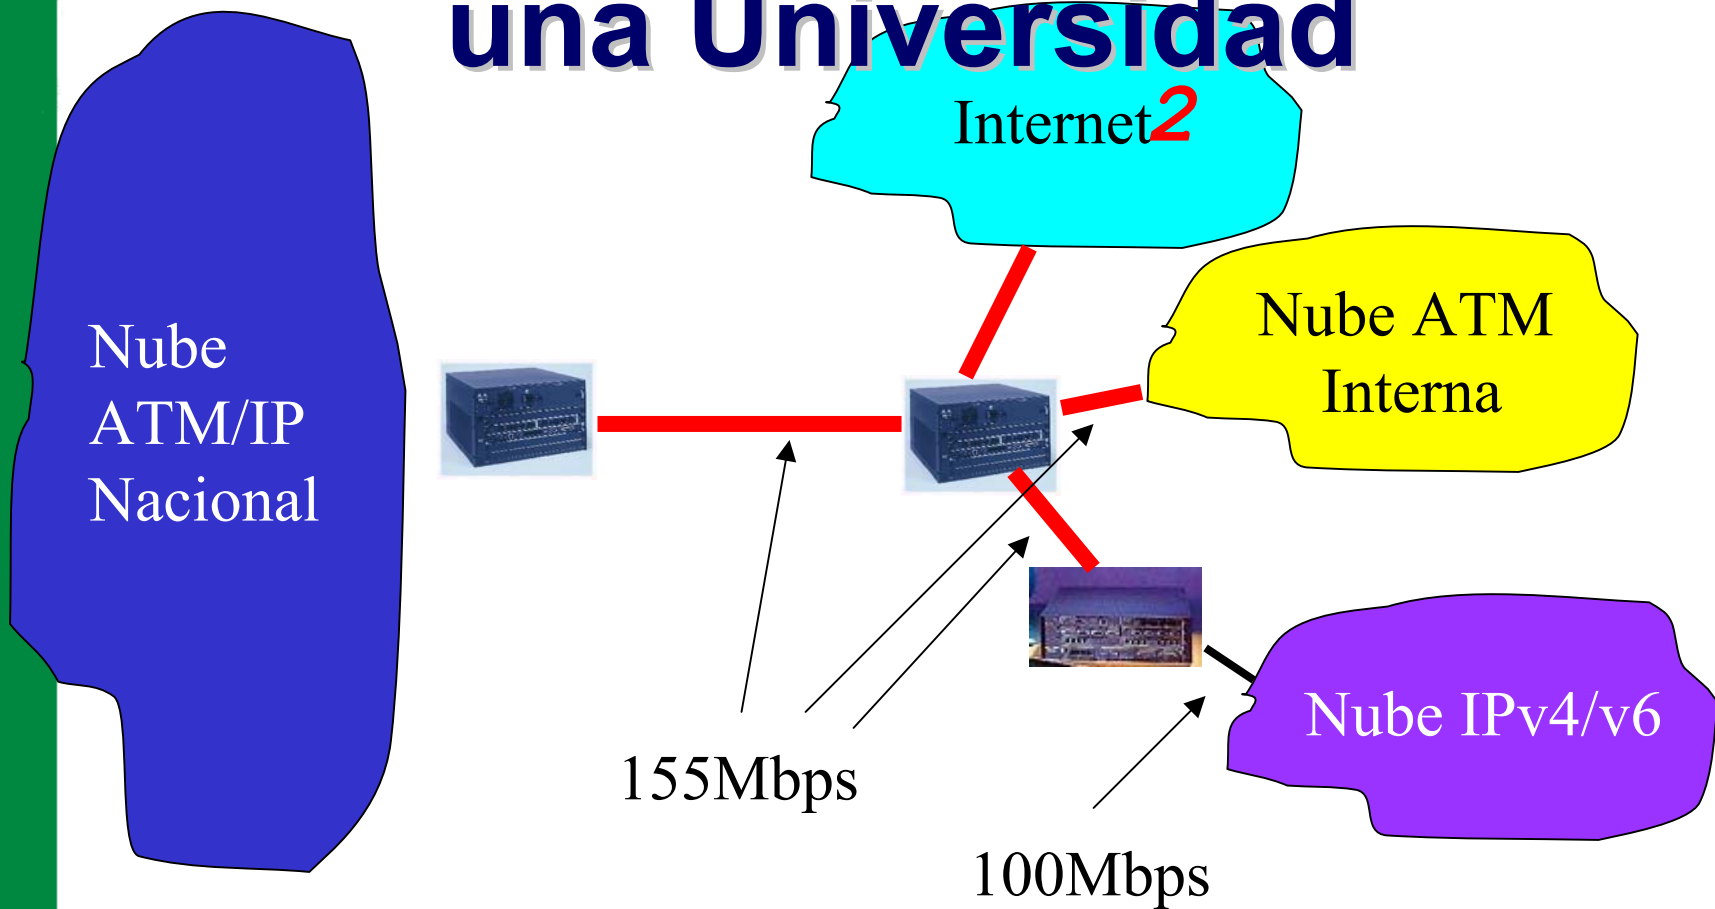 una Universidad
Internet2
Nube ATM
Interna
Nube
ATM/IP
Nacional
Nube IPv4/v6
155Mbps
100Mbps